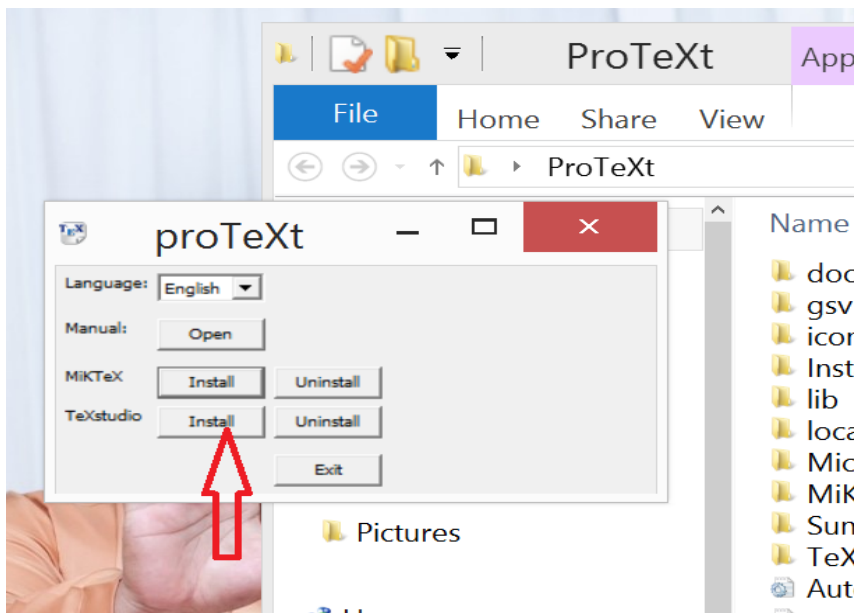 ProTeXt
File
Home
Share
View
ProTeXt
Name
proTeXt
Language:
English
Manual:
Open
MiKTeX
Install
Uninstall
TeXstudio
Install
Uninstall
Exit
Pictures
lib